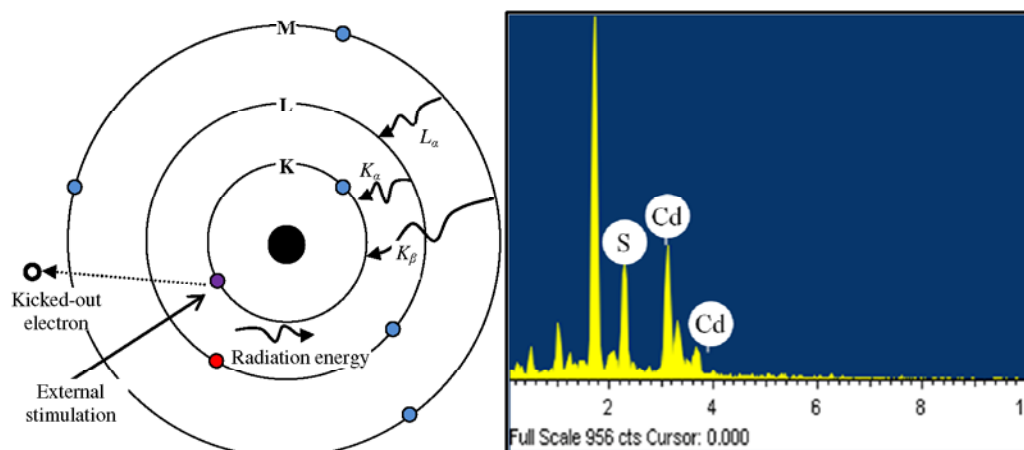 M
L
Lα
K
Kα
Kβ
Kicked-out
electron
Radiation energy
External
stimulation
S
Cd
Cd
2 4 6 8 1
Full Scale 956 cts Cursor: 0.000